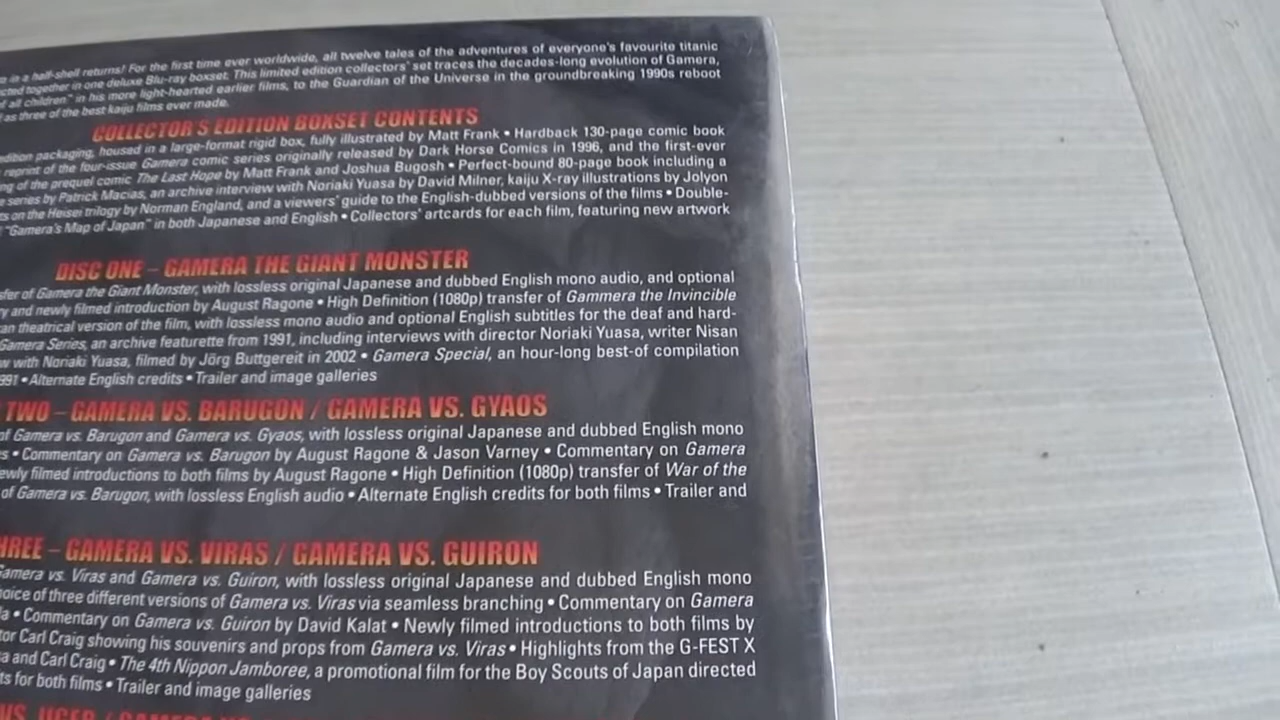 in a half-shell returns! For the first time ever worldwide, all twelve tales of the adventures of everyone's favourite titanic
together in one deluxe Blu-ray boxset. This limited edition collectors' set traces the decades-long evolution of Gamera,
all children" in his more light-hearted earlier films, to the Guardian of the Universe in the groundbreaking 1990s reboot
as three of the best kaiju films ever made.
COLLECTOR'S EDITION BOXSET CONTENTS
packaging, housed in a large-format rigid box, fully illustrated by Matt Frank • Hardback 130-page comic book
reprint of the four-issue Gamera comic series originally released by Dark Horse Comics in 1996, and the first-ever
of the prequel comic The Last Hope by Matt Frank and Joshua Bugosh • Perfect-bound 80-page book including a
series by Patrick Macias, an archive interview with Noriaki Yuasa by David Milner, kaiju X-ray illustrations by Jolyon
on the Heisei trilogy by Norman England, and a viewers' guide to the English-dubbed versions of the films • Double-
"Gamera's Map of Japan" in both Japanese and English • Collectors' artcards for each film, featuring new artwork
DISC ONE – GAMERA THE GIANT MONSTER
of Gamera the Giant Monster, with lossless original Japanese and dubbed English mono audio, and optional
and newly filmed introduction by August Ragone • High Definition (1080p) transfer of Gammera the Invincible
theatrical version of the film, with lossless mono audio and optional English subtitles for the deaf and hard-
Gamera Series, an archive featurette from 1991, including interviews with director Noriaki Yuasa, writer Nisan
with Noriaki Yuasa, filmed by Jörg Buttgereit in 2002 • Gamera Special, an hour-long best-of compilation
• Alternate English credits • Trailer and image galleries
TWO – GAMERA VS. BARUGON / GAMERA VS. GYAOS
of Gamera vs. Barugon and Gamera vs. Gyaos, with lossless original Japanese and dubbed English mono
• Commentary on Gamera vs. Barugon by August Ragone & Jason Varney • Commentary on Gamera
newly filmed introductions to both films by August Ragone • High Definition (1080p) transfer of War of the
of Gamera vs. Barugon, with lossless English audio • Alternate English credits for both films • Trailer and
– GAMERA VS. VIRAS / GAMERA VS. GUIRON
Gamera vs. Viras and Gamera vs. Guiron, with lossless original Japanese and dubbed English mono
of three different versions of Gamera vs. Viras via seamless branching • Commentary on Gamera
• Commentary on Gamera vs. Guiron by David Kalat • Newly filmed introductions to both films by
Carl Craig showing his souvenirs and props from Gamera vs. Viras • Highlights from the G-FEST X
and Carl Craig • The 4th Nippon Jamboree, a promotional film for the Boy Scouts of Japan directed
for both films • Trailer and image galleries